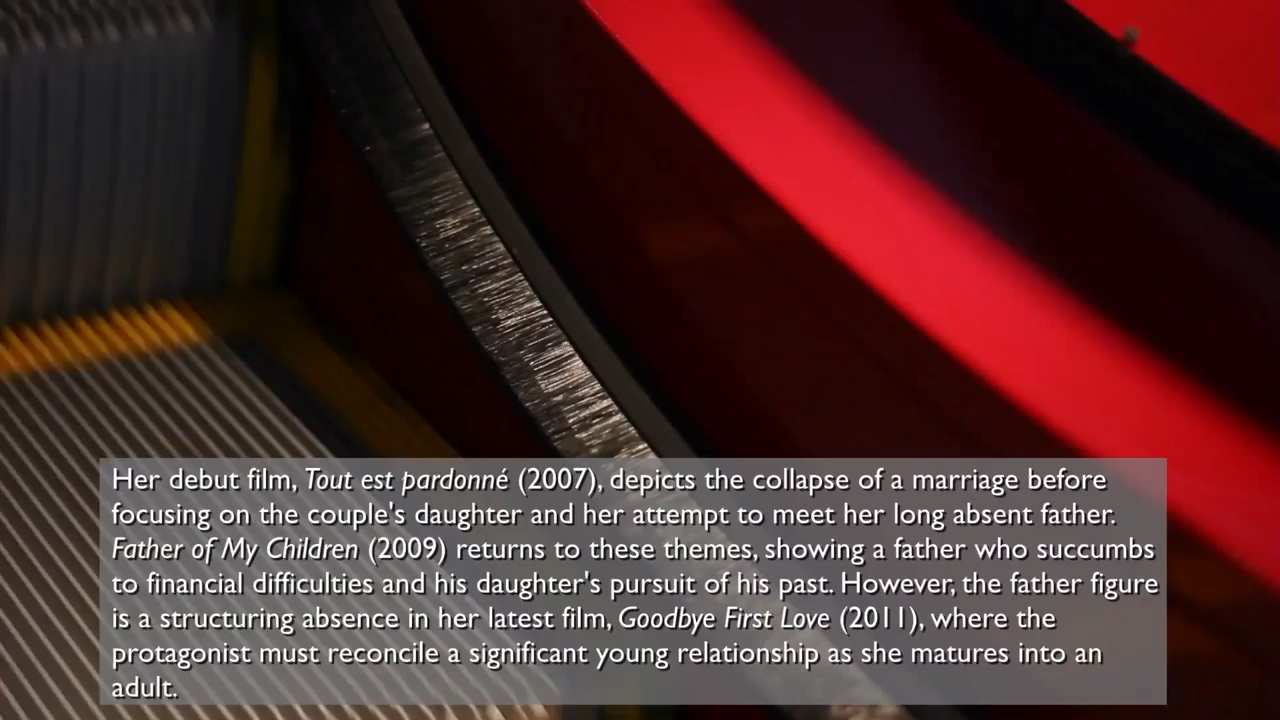 Her debut film, Tout est pardonné (2007), depicts the collapse of a marriage before
focusing on the couple's daughter and her attempt to meet her long absent father.
Father of My Children (2009) returns to these themes, showing a father who succumbs
to financial difficulties and his daughter's pursuit of his past. However, the father figure
is a structuring absence in her latest film, Goodbye First Love (2011), where the
protagonist must reconcile a significant young relationship as she matures into an
adult.